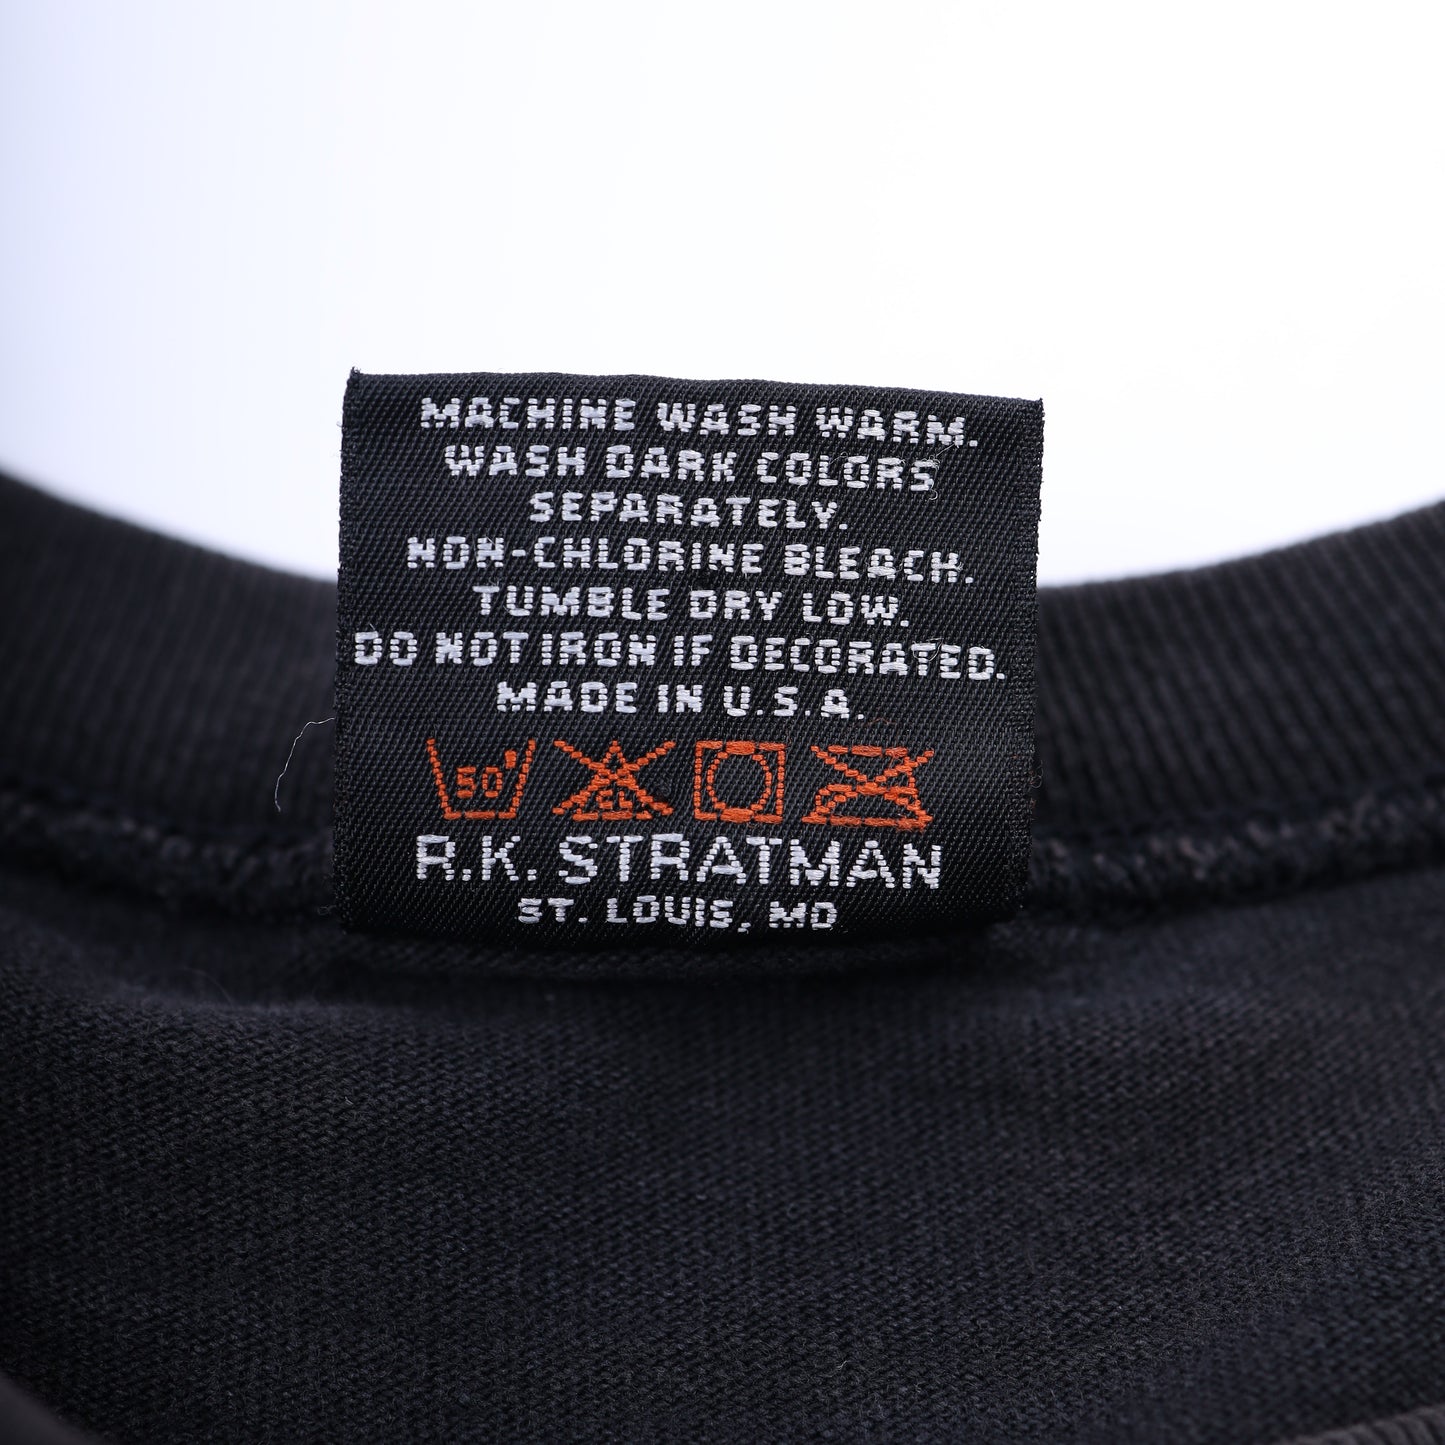 MACHINE WASH WARM.
WASH DARK COLORS
SEPARATELY.
NON-CHLORINE BLEACH.
TUMBLE DRY LOW.
DO NOT IRON IF DECORATED.
MADE IN U.S.A.
50° CL
R.K. STRATMAN
ST. LOUIS, MO